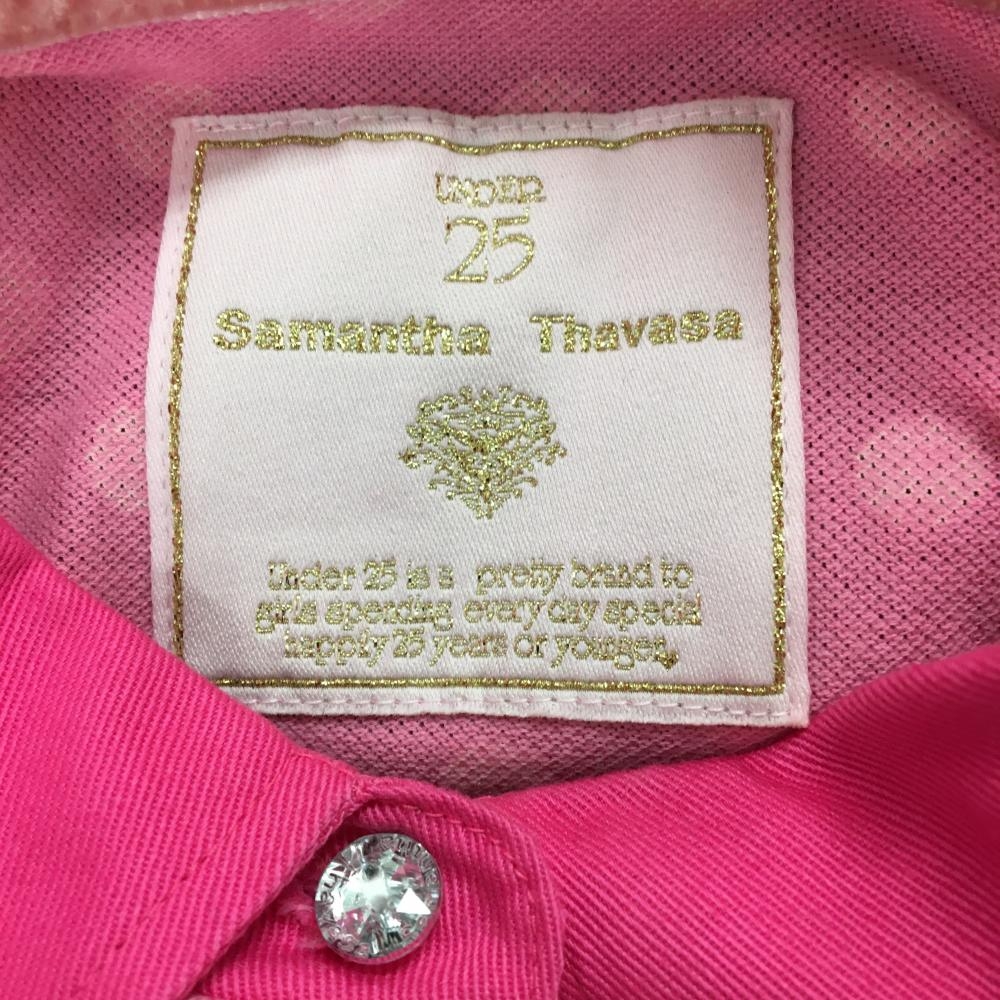 UNDER
25
Samantha Thavasa
Under 25 is a pretty brand to
girls spending every day special
happly 25 years or younger.